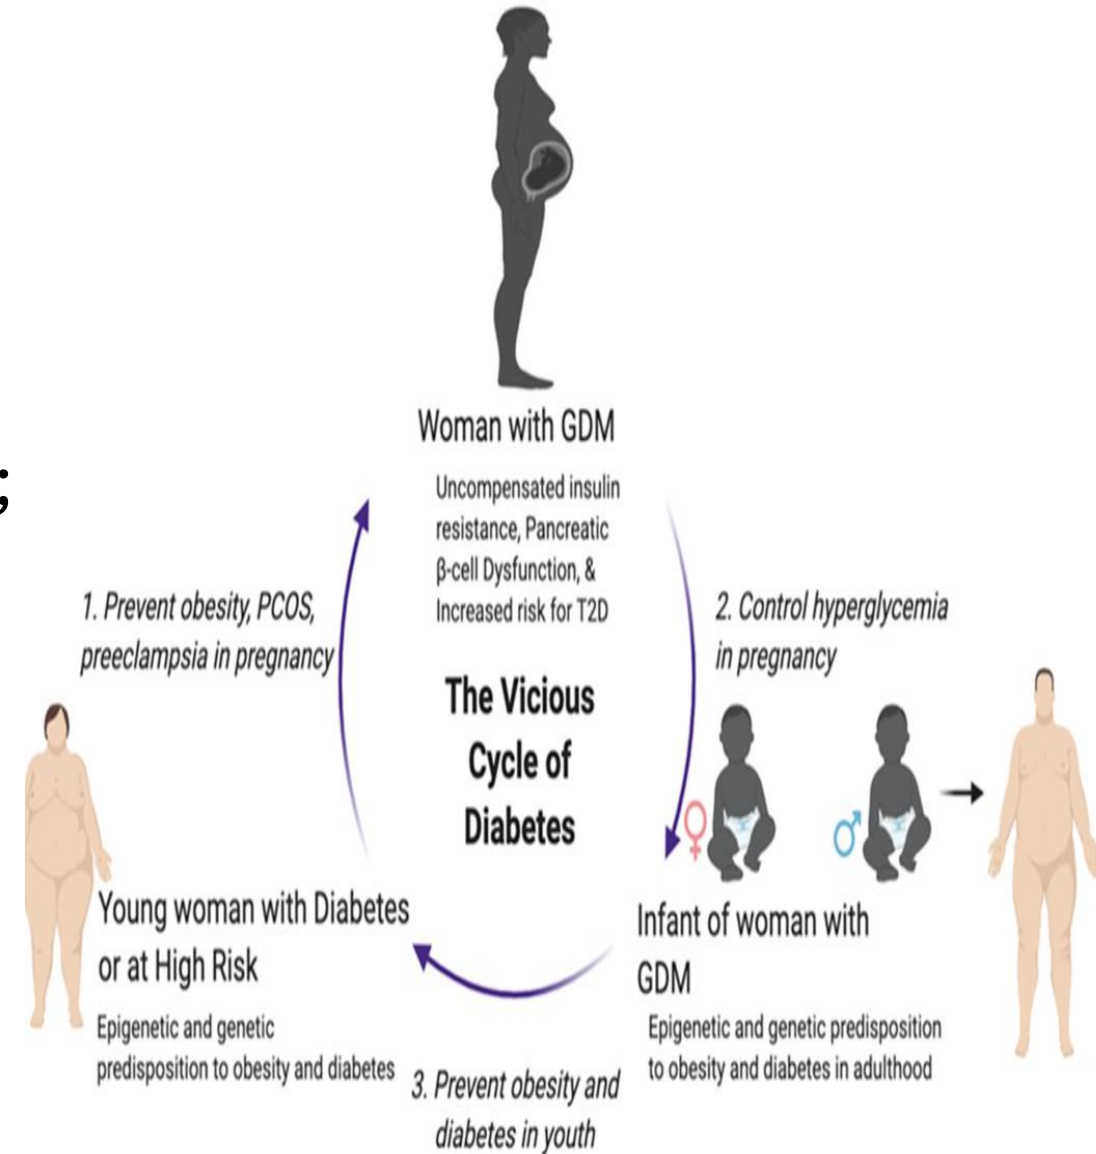 Woman with GDM
Uncompensated insulin
resistance, Pancreatic
β-cell Dysfunction, &
Increased risk for T2D
;
1. Prevent obesity, PCOS,
preeclampsia in pregnancy
2. Control hyperglycemia
in pregnancy
The Vicious
Cycle of
Diabetes
♀
♂
Young woman with Diabetes
or at High Risk
Epigenetic and genetic
predisposition to obesity and diabetes
Infant of woman with
GDM
Epigenetic and genetic predisposition
to obesity and diabetes in adulthood
3. Prevent obesity and
diabetes in youth